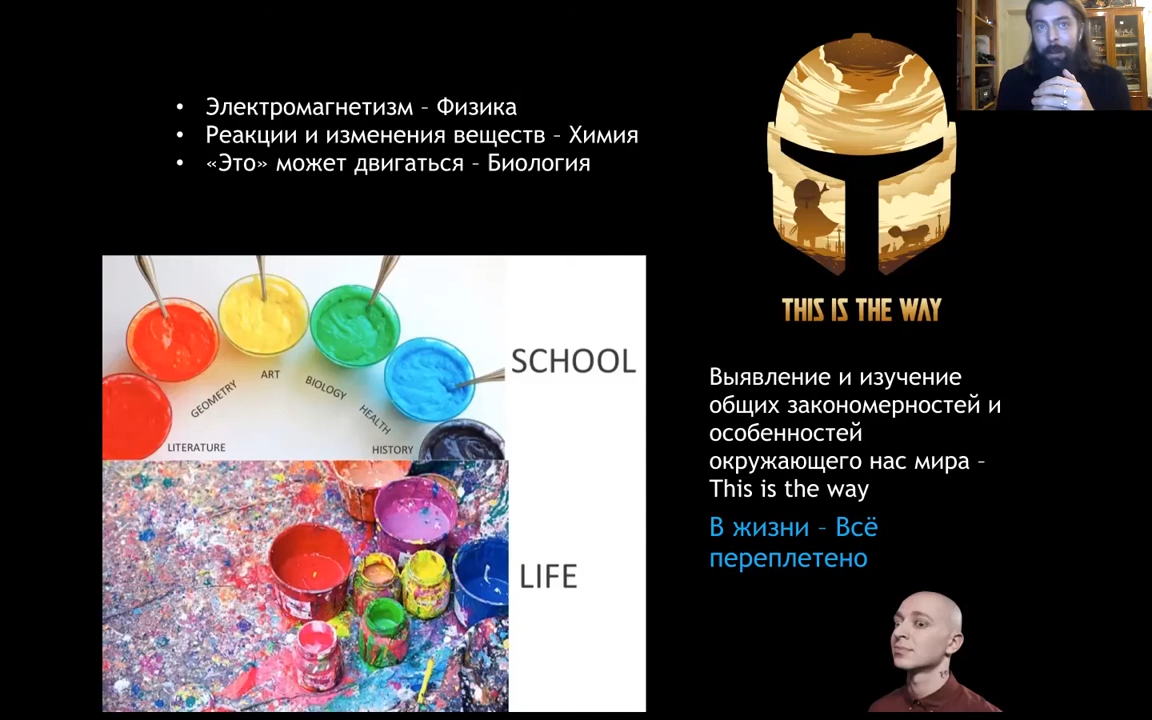 • Электромагнетизм – Физика
• Реакции и изменения веществ – Химия
• «Это» может двигаться – Биология
THIS IS THE WAY
SCHOOL
LITERATURE
GEOMETRY
ART
BIOLOGY
HEALTH
HISTORY
LIFE
Выявление и изучение
общих закономерностей и
особенностей
окружающего нас мира –
This is the way
В жизни – Всё
переплетено